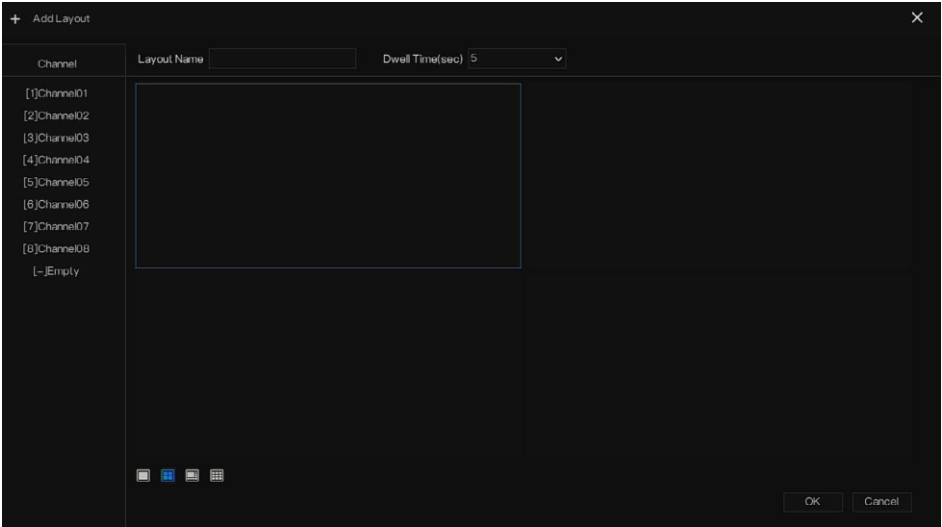 + Add Layout
Channel
Layout Name
Dwell Time(sec) 5
[1]Channel01
[2]Channel02
[3]Channel03
[4]Channel04
[5]Channel05
[6]Channel06
[7]Channel07
[8]Channel08
[-]Empty
OK
Cancel